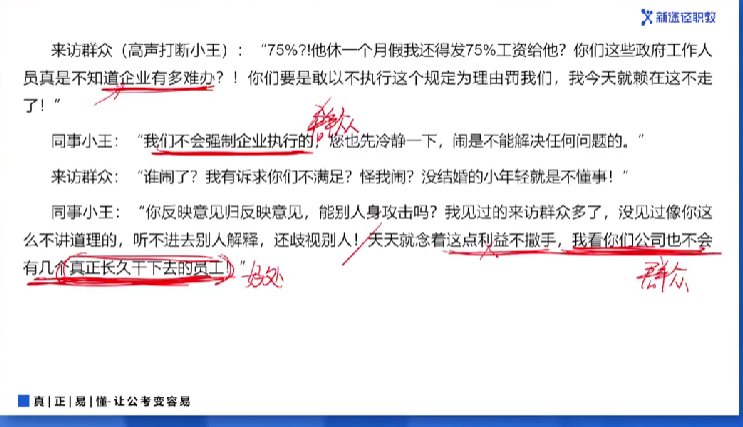 新途径职教
来访群众（高声打断小王）：“75%?!他休一个月假我还得发75%工资给他？你们这些政府工作人
员真是不知道企业有多难办？！你们要是敢以不执行这个规定为理由罚我们，我今天就赖在这不走
了！”
群众
同事小王：“我们不会强制企业执行的，您也先冷静一下，闹是不能解决任何问题的。”
来访群众：“谁闹了？我有诉求你们不满足？怪我闹？没结婚的小年轻就是不懂事！”
同事小王：“你反映意见归反映意见，能别人身攻击吗？我见过的来访群众多了，没见过像你这
么不讲道理的，听不进去别人解释，还歧视别人！天天就念着这点利益不撒手，我看你们公司也不会
有几个真正长久干下去的员工！”
好处
群众
真|正|易|懂·让公考变容易